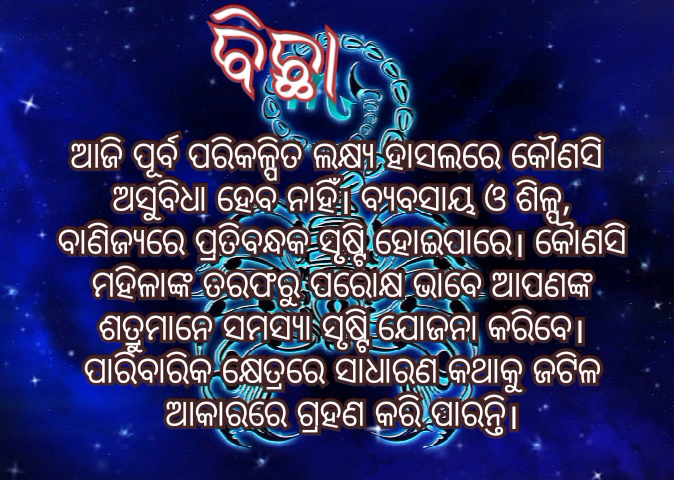 ବିଛା
ଆଜି ପୂର୍ବ ପରିକଳ୍ପିତ ଲକ୍ଷ୍ୟ ହାସଲରେ କୌଣସି
ଅସୁବିଧା ହେବ ନାହିଁ। ବ୍ୟବସାୟ ଓ ଶିଳ୍ପ,
ବାଣିଜ୍ୟରେ ପ୍ରତିବନ୍ଧକ ସୃଷ୍ଟି ହୋଇପାରେ। କୌଣସି
ମହିଳାଙ୍କ ତରଫରୁ ପରୋକ୍ଷ ଭାବେ ଆପଣଙ୍କ
ଶତ୍ରୁମାନେ ସମସ୍ୟା ସୃଷ୍ଟି ଯୋଜନା କରିବେ।
ପାରିବାରିକ କ୍ଷେତ୍ରରେ ସାଧାରଣ କଥାକୁ ଜଟିଳ
ଆକାରରେ ଗ୍ରହଣ କରି ପାରନ୍ତି।